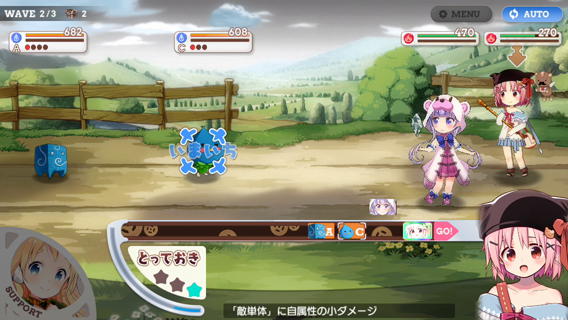 WAVE 2/3 2
MENU
AUTO
682
A
608
C
470
270
いまいち
A C GO!
とっておき
SUPPORT
「敵単体」に自属性の小ダメージ